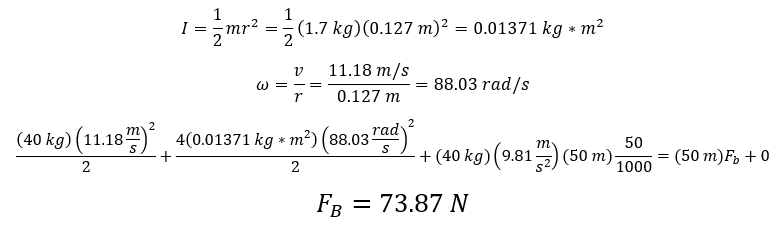 I = 1/2 mr² = 1/2 (1.7 kg)(0.127 m)² = 0.01371 kg * m²
ω = v/r = 11.18 m/s / 0.127 m = 88.03 rad/s
(40 kg)(11.18 m/s)² / 2 + 4(0.01371 kg * m²)(88.03 rad/s)² / 2 + (40 kg)(9.81 m/s²)(50 m) 50/1000 = (50 m)F_b + 0
F_B = 73.87 N